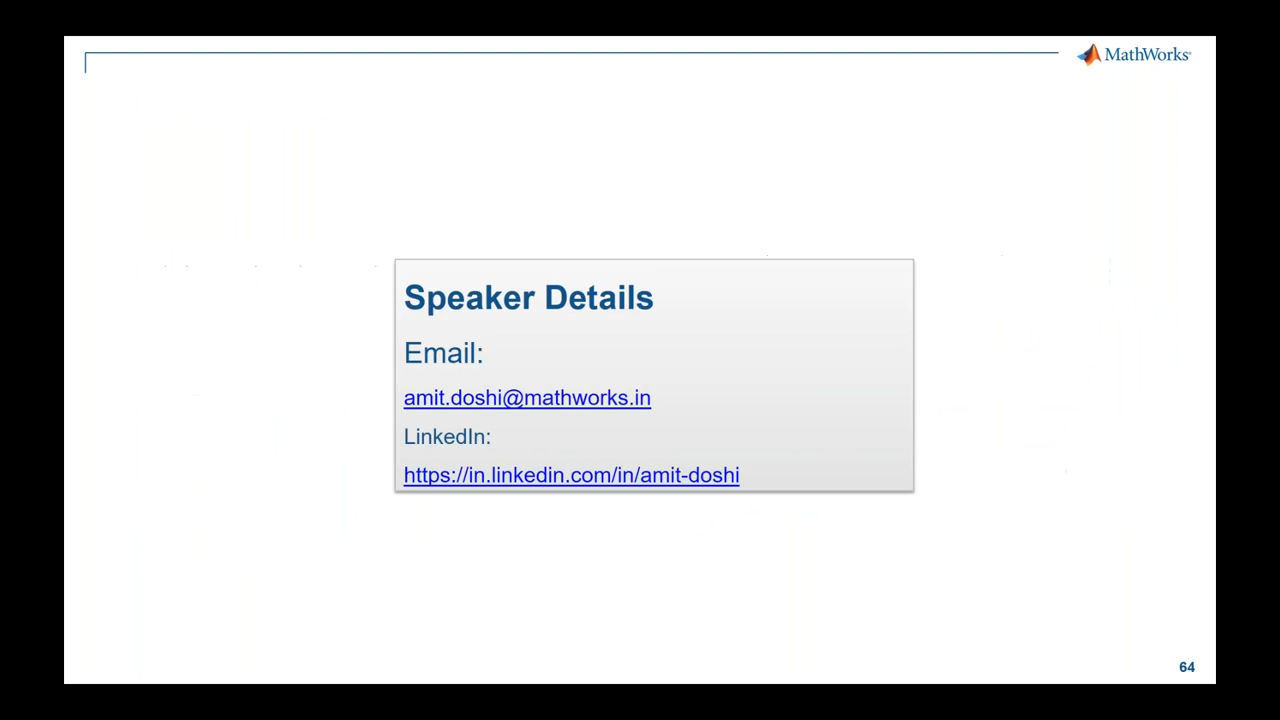 MathWorks®
Speaker Details
Email:
amit.doshi@mathworks.in
LinkedIn:
https://in.linkedin.com/in/amit-doshi
64